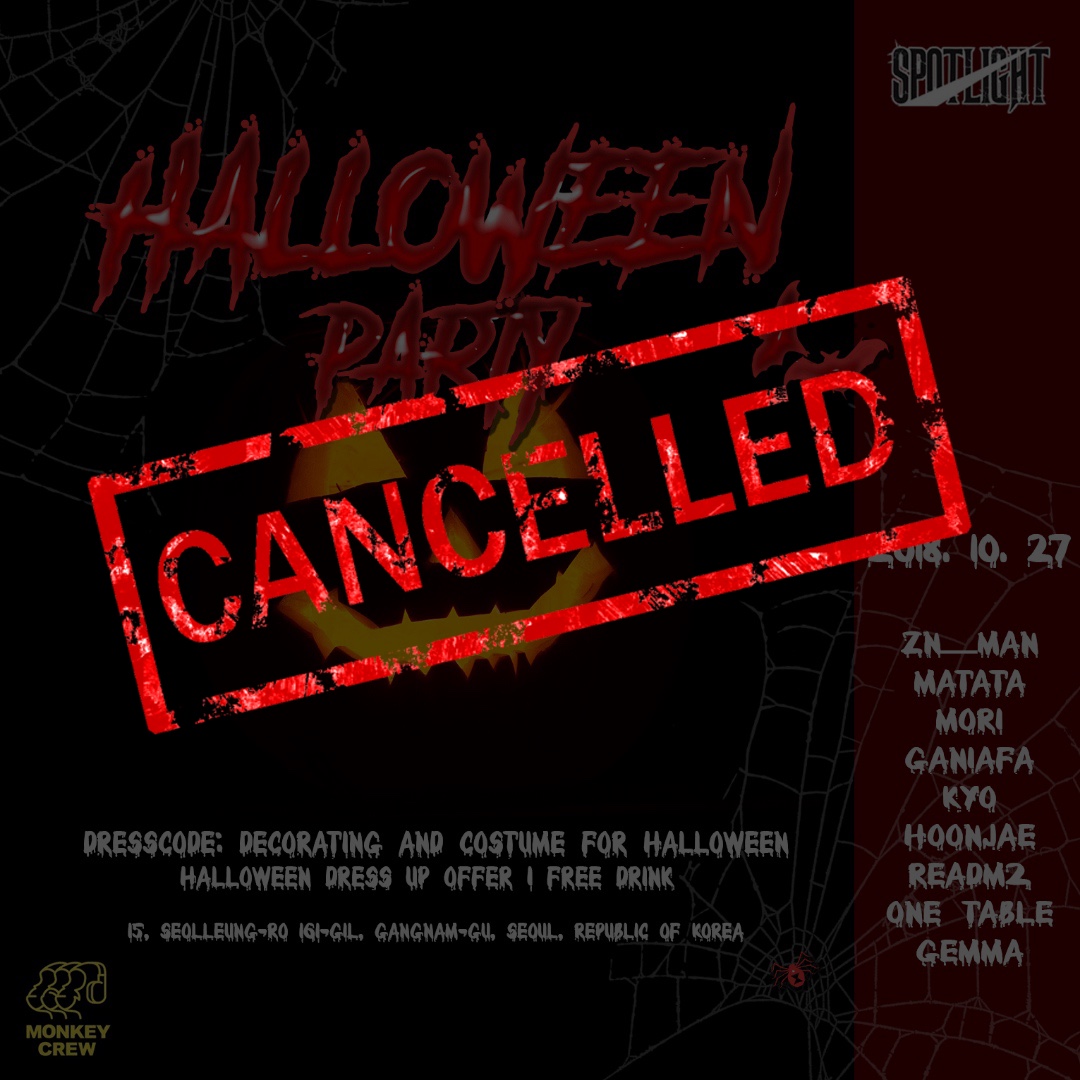 SPOTLIGHT
HALLOWEEN
PARTY
CANCELLED
2018. 10. 27
ZN__MAN
MATATA
MORI
GANIAFA
KYO
HOONJAE
READM2
ONE TABLE
GEMMA
DRESSCODE: DECORATING AND COSTUME FOR HALLOWEEN
HALLOWEEN DRESS UP OFFER 1 FREE DRINK
15, SEOLLEUNG-RO 161-GIL, GANGNAM-GU, SEOUL, REPUBLIC OF KOREA
MONKEY
CREW